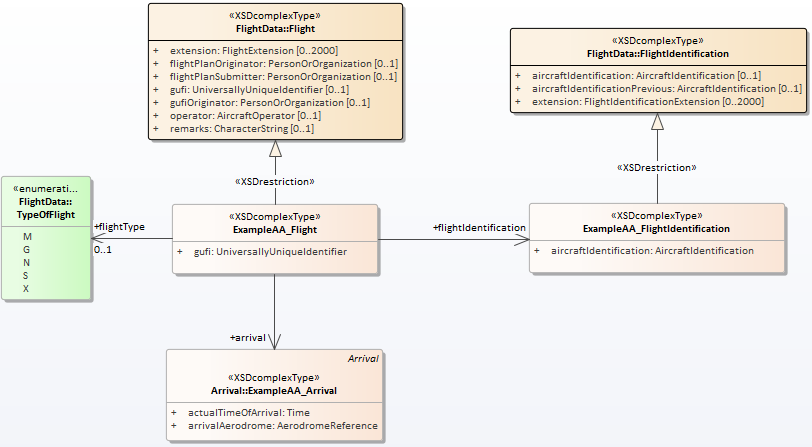 «XSDcomplexType»
FlightData::Flight
+ extension: FlightExtension [0..2000]
+ flightPlanOriginator: PersonOrOrganization [0..1]
+ flightPlanSubmitter: PersonOrOrganization [0..1]
+ gufi: UniversallyUniqueIdentifier [0..1]
+ gufiOriginator: PersonOrOrganization [0..1]
+ operator: AircraftOperator [0..1]
+ remarks: CharacterString [0..1]
«XSDcomplexType»
FlightData::FlightIdentification
+ aircraftIdentification: AircraftIdentification [0..1]
+ aircraftIdentificationPrevious: AircraftIdentification [0..1]
+ extension: FlightIdentificationExtension [0..2000]
«XSDrestriction»
«XSDrestriction»
«enumerati...
FlightData::
TypeOfFlight
M
G
N
S
X
+flightType
0..1
«XSDcomplexType»
ExampleAA_Flight
+ gufi: UniversallyUniqueIdentifier
+flightIdentification
«XSDcomplexType»
ExampleAA_FlightIdentification
+ aircraftIdentification: AircraftIdentification
+arrival
Arrival
«XSDcomplexType»
Arrival::ExampleAA_Arrival
+ actualTimeOfArrival: Time
+ arrivalAerodrome: AerodromeReference